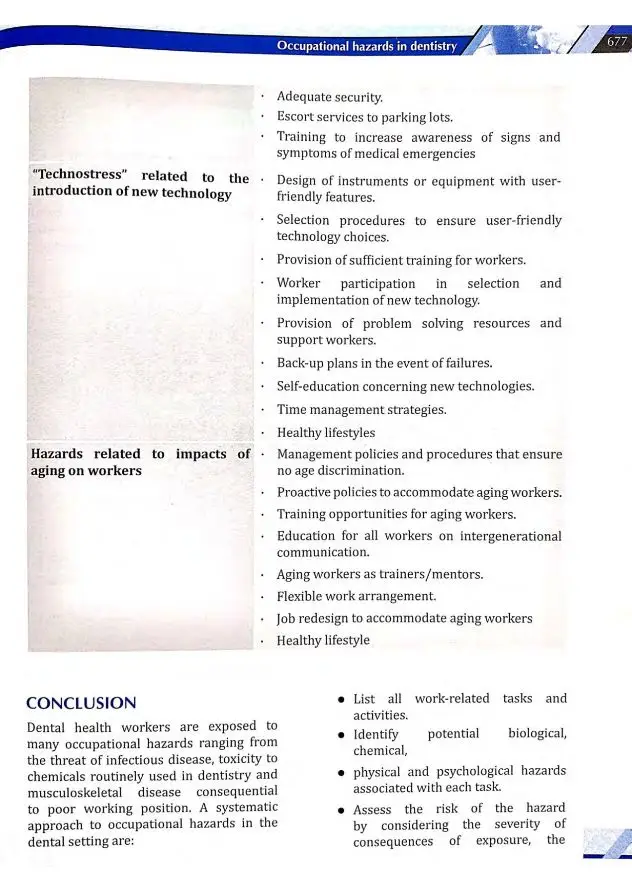 Occupational hazards in dentistry
677
· Adequate security.
· Escort services to parking lots.
· Training to increase awareness of signs and
symptoms of medical emergencies
"Technostress" related to the
introduction of new technology
· Design of instruments or equipment with user-
friendly features.
· Selection procedures to ensure user-friendly
technology choices.
· Provision of sufficient training for workers.
· Worker participation in selection and
implementation of new technology.
· Provision of problem solving resources and
support workers.
· Back-up plans in the event of failures.
· Self-education concerning new technologies.
· Time management strategies.
· Healthy lifestyles
Hazards related to impacts of
aging on workers
· Management policies and procedures that ensure
no age discrimination.
· Proactive policies to accommodate aging workers.
· Training opportunities for aging workers.
· Education for all workers on intergenerational
communication.
· Aging workers as trainers/mentors.
· Flexible work arrangement.
· Job redesign to accommodate aging workers
· Healthy lifestyle
CONCLUSION
Dental health workers are exposed to
many occupational hazards ranging from
the threat of infectious disease, toxicity to
chemicals routinely used in dentistry and
musculoskeletal disease consequential
to poor working position. A systematic
approach to occupational hazards in the
dental setting are:
● List all work-related tasks and
activities.
● Identify potential biological,
chemical,
● physical and psychological hazards
associated with each task.
● Assess the risk of the hazard
by considering the severity of
consequences of exposure, the